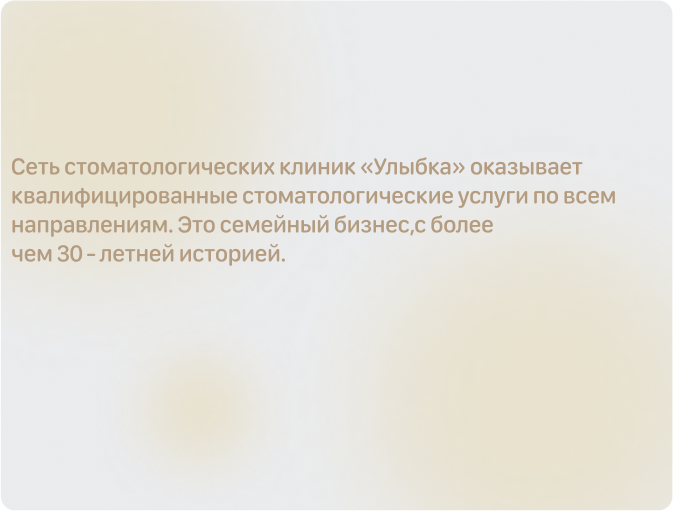 Сеть стоматологических клиник «Улыбка» оказывает
квалифицированные стоматологические услуги по всем
направлениям. Это семейный бизнес,с более
чем 30 - летней историей.